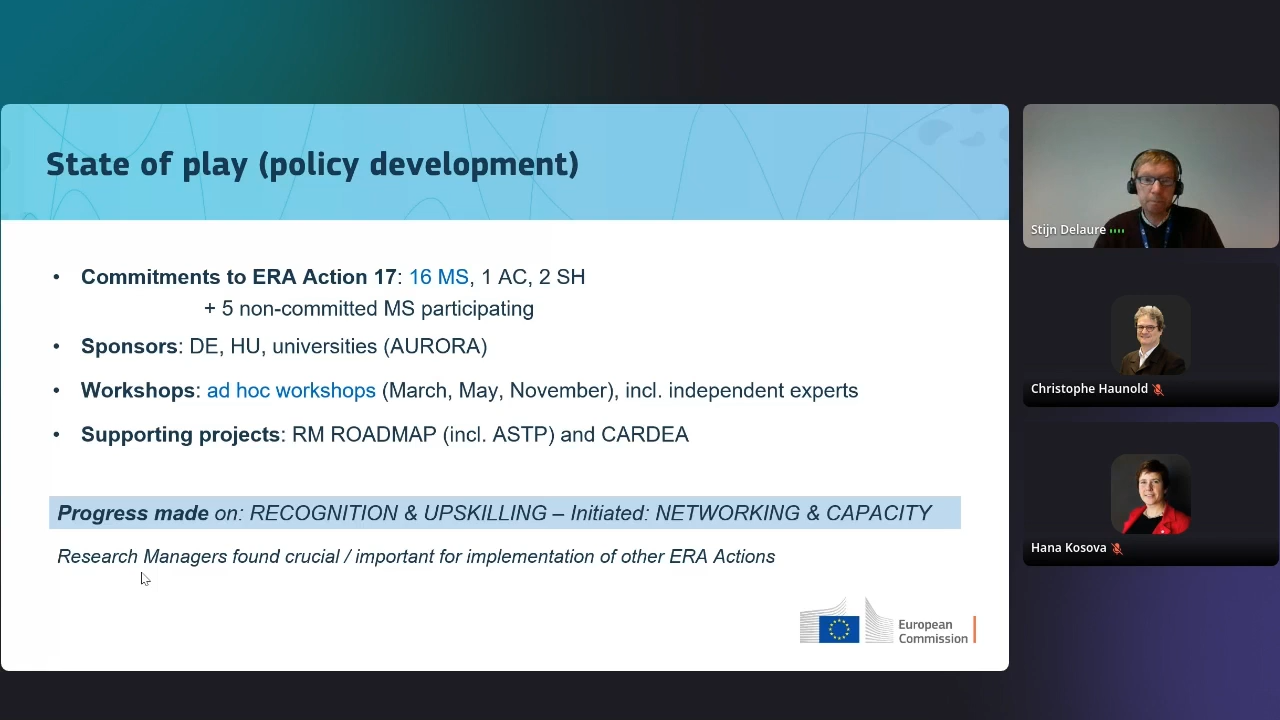 State of play (policy development)
• Commitments to ERA Action 17: 16 MS, 1 AC, 2 SH
+ 5 non-committed MS participating
• Sponsors: DE, HU, universities (AURORA)
• Workshops: ad hoc workshops (March, May, November), incl. independent experts
• Supporting projects: RM ROADMAP (incl. ASTP) and CARDEA
Progress made on: RECOGNITION & UPSKILLING – Initiated: NETWORKING & CAPACITY
Research Managers found crucial / important for implementation of other ERA Actions
European
Commission
Stijn Delaure
Christophe Haunold
Hana Kosova